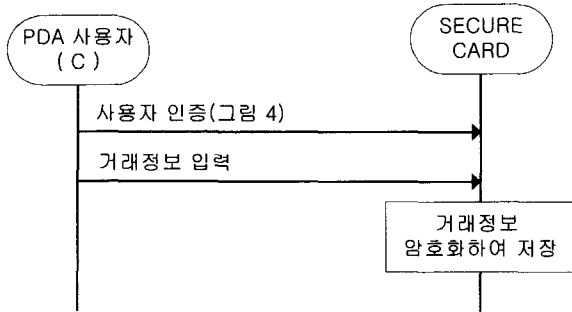 PDA 사용자
( C )
SECURE
CARD
사용자 인증(그림 4)
거래정보 입력
거래정보
암호화하여 저장